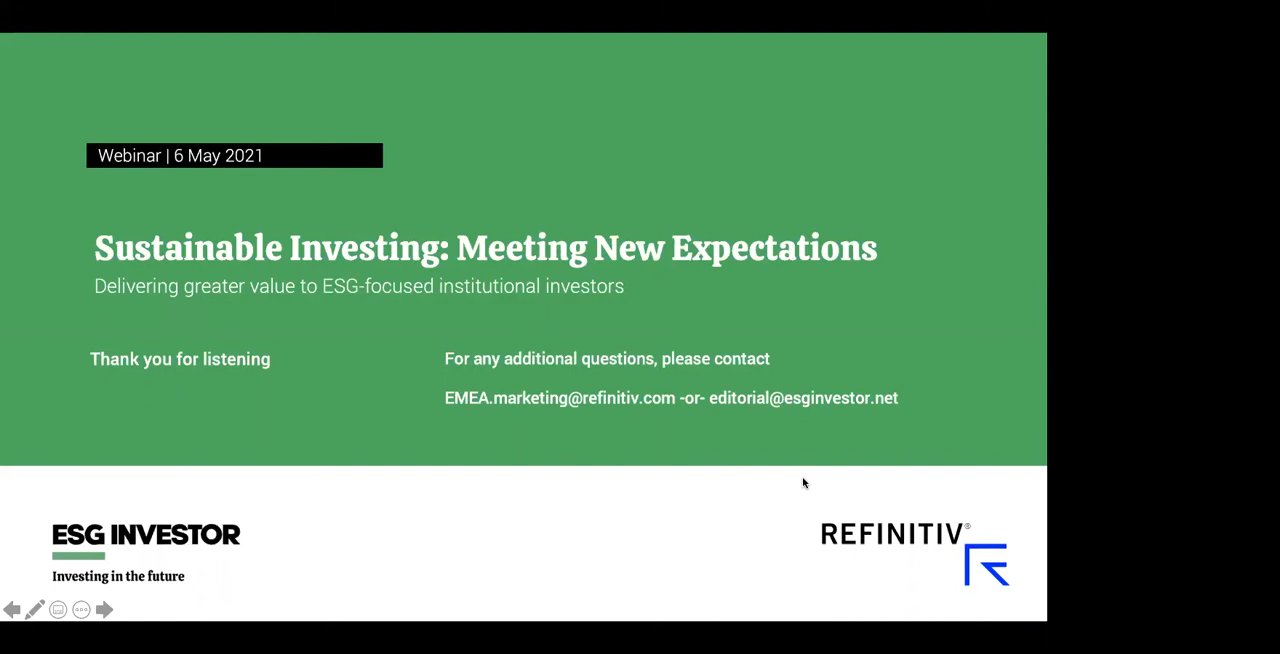 Webinar | 6 May 2021
Sustainable Investing: Meeting New Expectations
Delivering greater value to ESG-focused institutional investors
Thank you for listening
For any additional questions, please contact
EMEA.marketing@refinitiv.com -or- editorial@esginvestor.net
ESG INVESTOR
Investing in the future
REFINITIV®